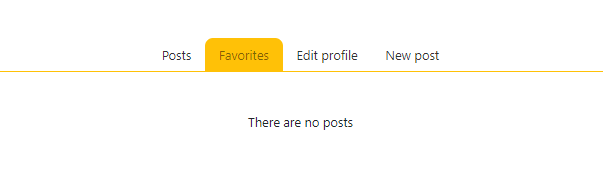 Posts Favorites Edit profile New post
There are no posts